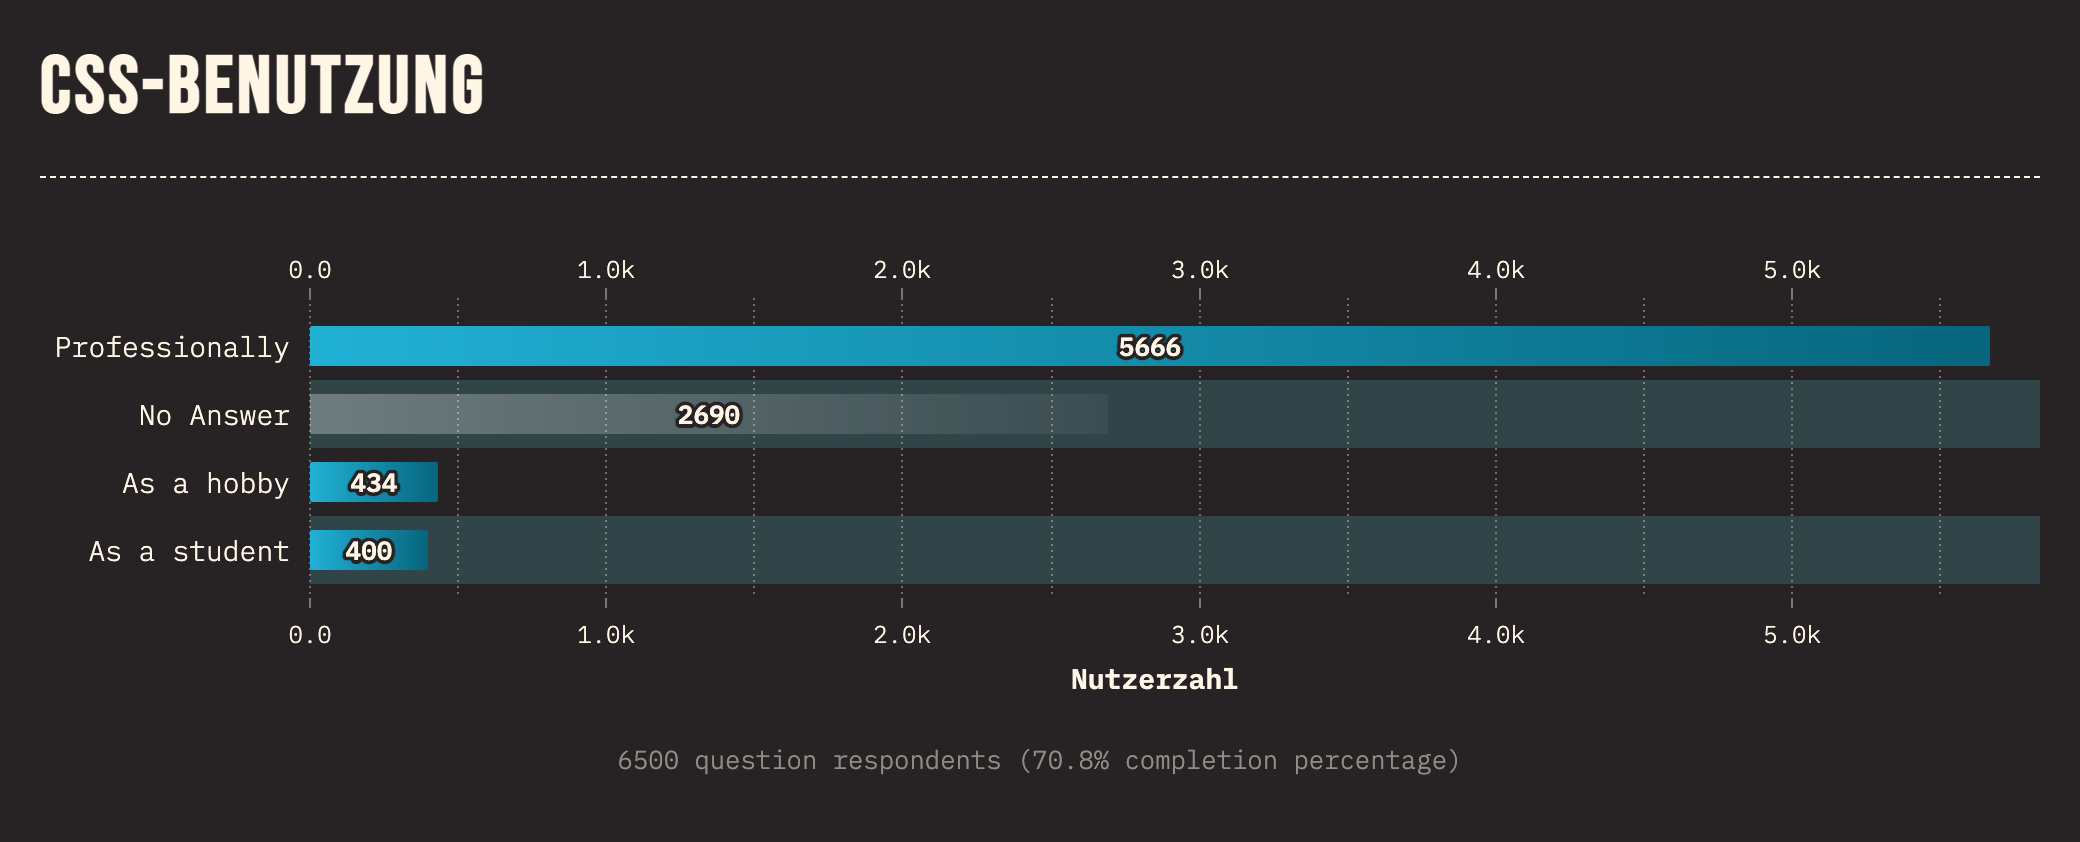 CSS-BENUTZUNG
0.0 1.0k 2.0k 3.0k 4.0k 5.0k
Professionally 5666
No Answer 2690
As a hobby 434
As a student 400
0.0 1.0k 2.0k 3.0k 4.0k 5.0k
Nutzerzahl
6500 question respondents (70.8% completion percentage)